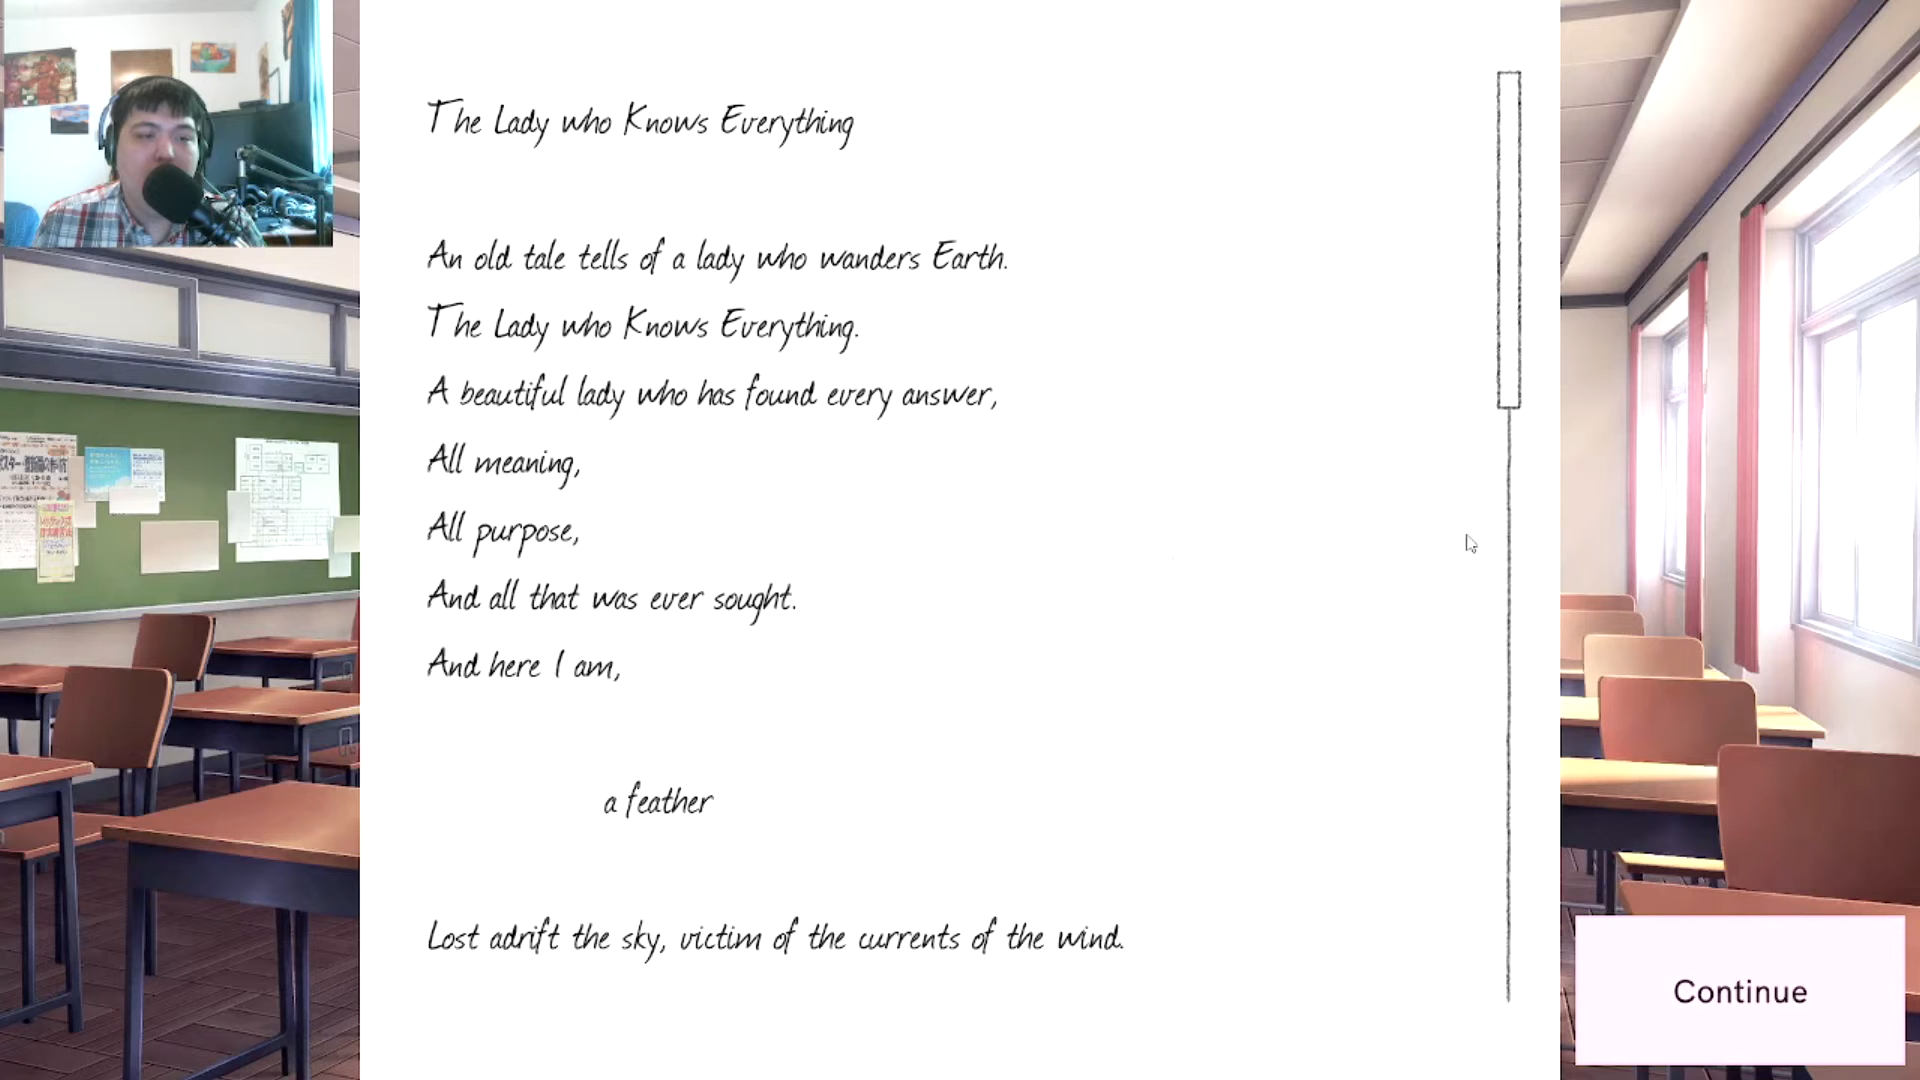 The Lady who Knows Everything
An old tale tells of a lady who wanders Earth.
The Lady who Knows Everything.
A beautiful lady who has found every answer,
All meaning,
All purpose,
And all that was ever sought.
And here I am,
a feather
Lost adrift the sky, victim of the currents of the wind.
Continue